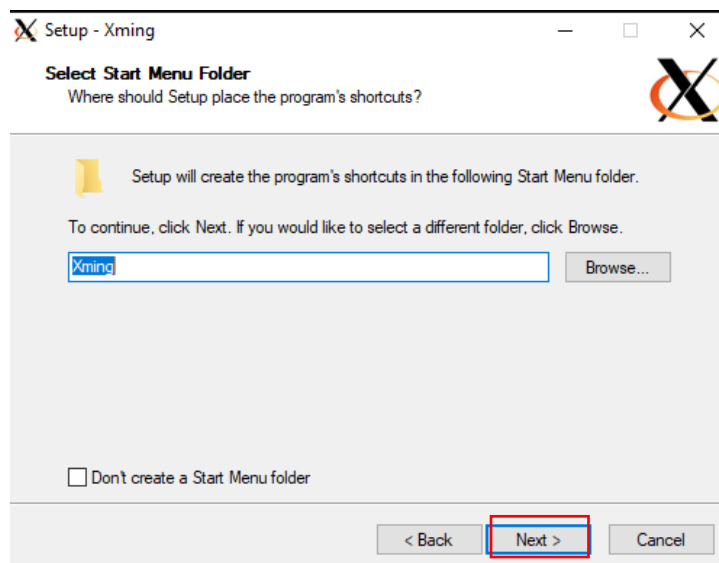 Setup - Xming
Select Start Menu Folder
Where should Setup place the program's shortcuts?
Setup will create the program's shortcuts in the following Start Menu folder.
To continue, click Next. If you would like to select a different folder, click Browse.
Xming
Browse...
Don't create a Start Menu folder
< Back
Next >
Cancel